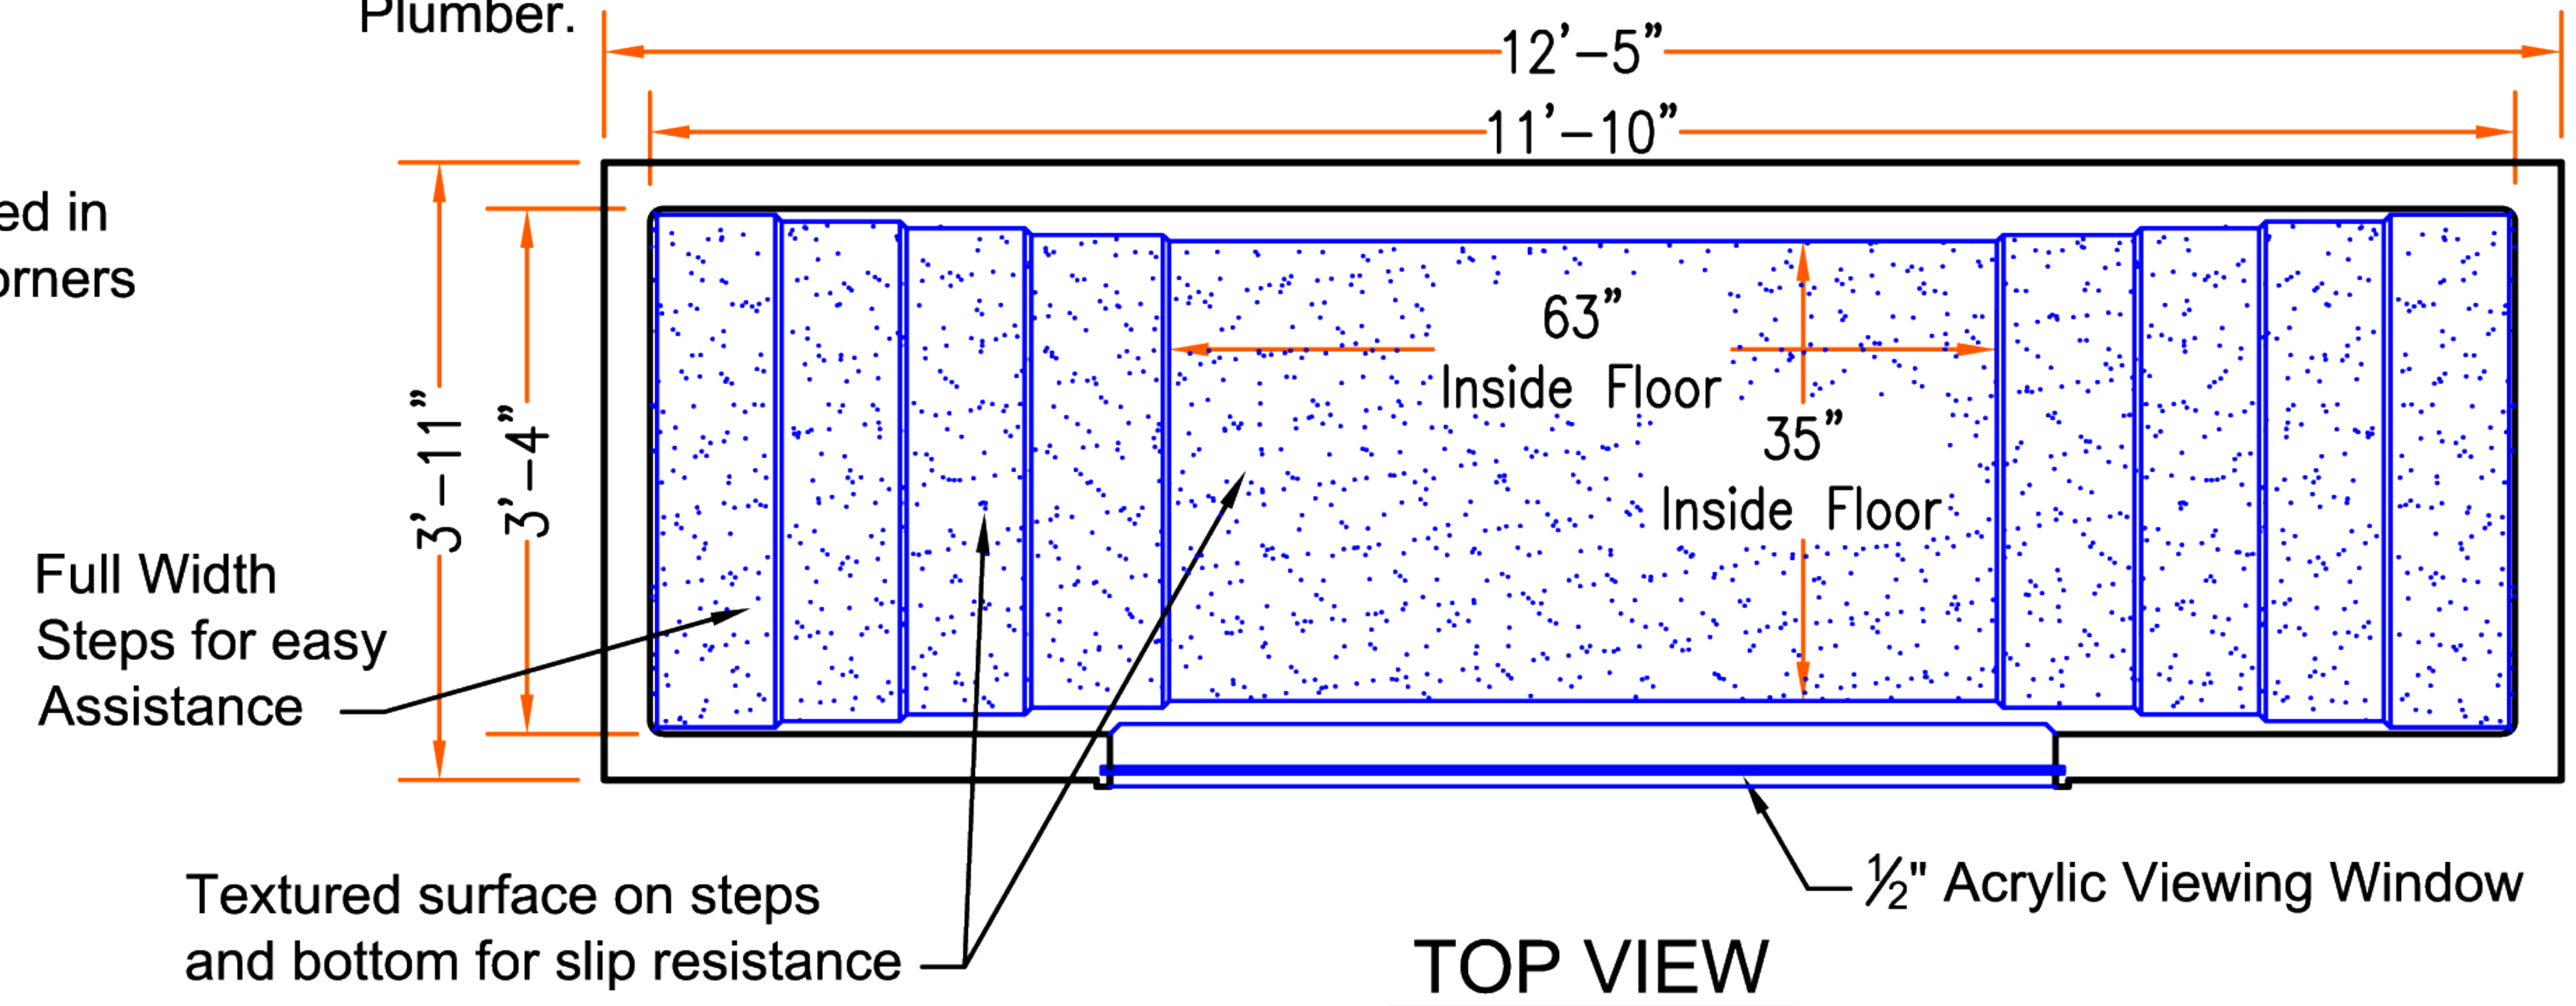 Plumber.
12'-5"
11'-10"
ed in
orners
3'-11"
3'-4"
63"
Inside Floor
35"
Inside Floor
Full Width
Steps for easy
Assistance
½" Acrylic Viewing Window
Textured surface on steps
and bottom for slip resistance
TOP VIEW